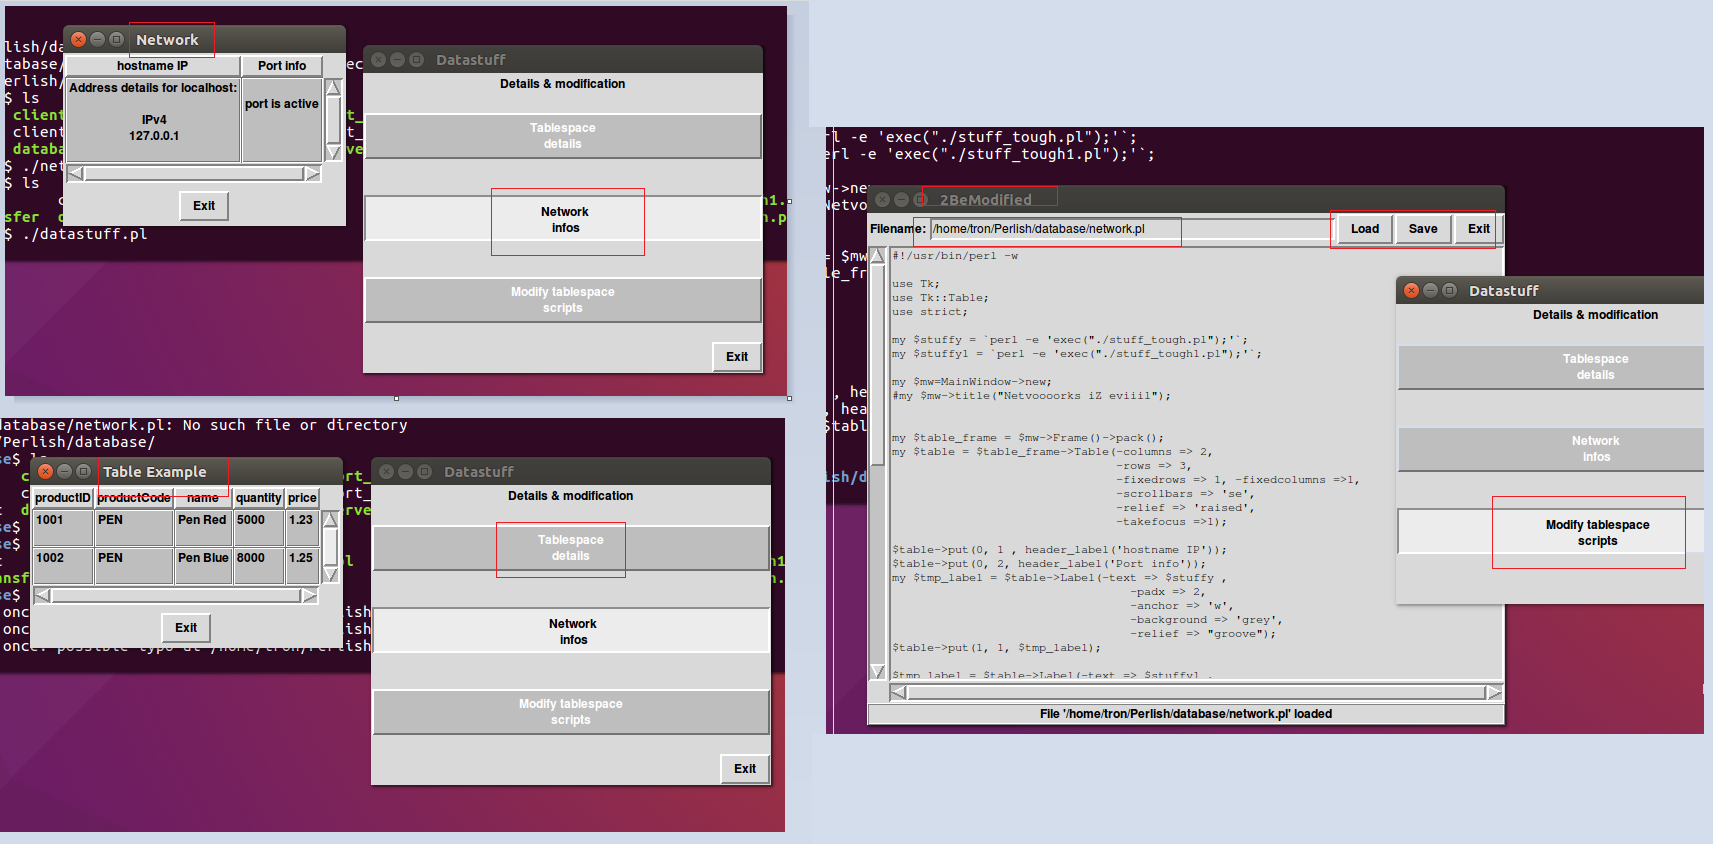 lish/da
tabase/
erlish/
$ ls
client
client
databa
$ ./net
$ ls
sfer
$ ./datastuff.pl
Network
hostname IP
Port info
Address details for localhost:
IPv4
127.0.0.1
port is active
Exit
Datastuff
Details & modification
Tablespace
details
Network
infos
Modify tablespace
scripts
Exit
atabase/network.pl: No such file or directory
/Perlish/database/
Table Example
productID productCode name quantity price
1001 PEN Pen Red 5000 1.23
1002 PEN Pen Blue 8000 1.25
Exit
once: possible typo at /home/tron/Perlish
Datastuff
Details & modification
Tablespace
details
Network
infos
Modify tablespace
scripts
Exit
rl -e 'exec("./stuff_tough.pl");'`;
erl -e 'exec("./stuff_tough1.pl");'`;
2BeModified
Filename: /home/tron/Perlish/database/network.pl
Load Save Exit
#!/usr/bin/perl -w
use Tk;
use Tk::Table;
use strict;
my $stuffy = `perl -e 'exec("./stuff_tough.pl");'`;
my $stuffy1 = `perl -e 'exec("./stuff_tough1.pl");'`;
my $mw=MainWindow->new;
#my $mw->title("Netvoooorks iZ eviiil");
my $table_frame = $mw->Frame()->pack();
my $table = $table_frame->Table(-columns => 2,
-rows => 3,
-fixedrows => 1, -fixedcolumns =>1,
-scrollbars => 'se',
-relief => 'raised',
-takefocus =>1);
$table->put(0, 1 , header_label('hostname IP'));
$table->put(0, 2, header_label('Port info'));
my $tmp_label = $table->Label(-text => $stuffy ,
-padx => 2,
-anchor => 'w',
-background => 'grey',
-relief => "groove");
$table->put(1, 1, $tmp_label);
$tmp_label = $table->Label(-text => $stuffy1 ,
File '/home/tron/Perlish/database/network.pl' loaded
Datastuff
Details & modification
Tablespace
details
Network
infos
Modify tablespace
scripts